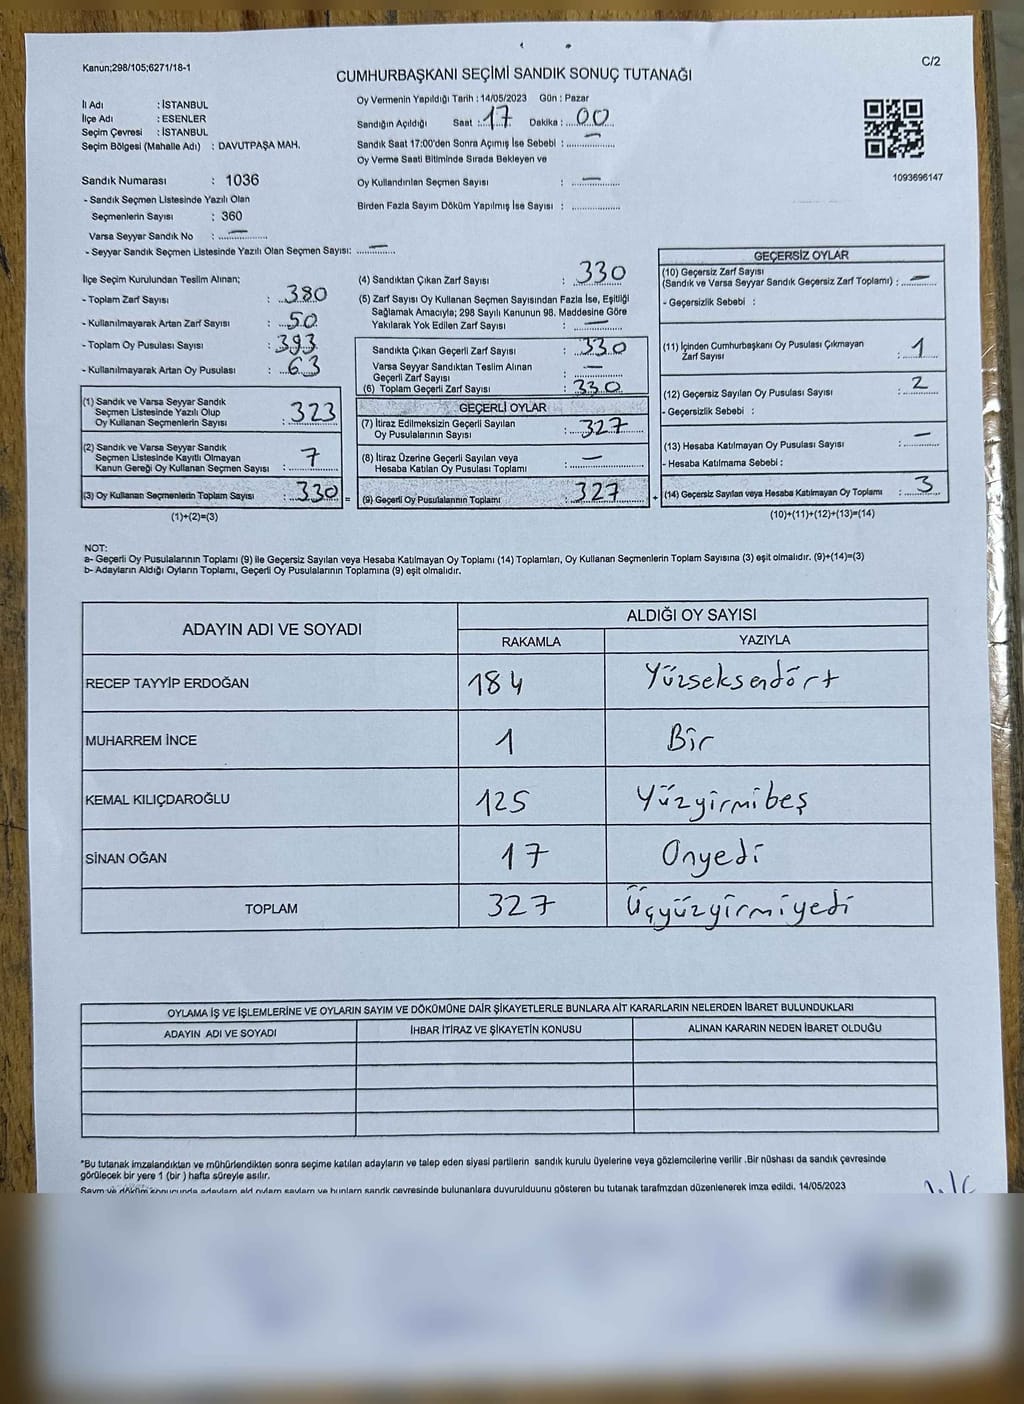 Kanun;298/105;6271/18-1
C/2
CUMHURBAŞKANI SEÇİMİ SANDIK SONUÇ TUTANAĞI
İl Adı : İSTANBUL
İlçe Adı : ESENLER
Seçim Çevresi : İSTANBUL
Seçim Bölgesi (Mahalle Adı) : DAVUTPAŞA MAH.
Sandık Numarası : 1036
- Sandık Seçmen Listesinde Yazılı Olan
Seçmenlerin Sayısı : 360
Varsa Seyyar Sandık No : —
- Seyyar Sandık Seçmen Listesinde Yazılı Olan Seçmen Sayısı: —
Oy Vermenin Yapıldığı Tarih : 14/05/2023 Gün : Pazar
Sandığın Açıldığı Saat : 17 Dakika : 00
Sandık Saat 17:00'den Sonra Açımış İse Sebebi : —
Oy Verme Saati Bitiminde Sırada Bekleyen ve
Oy Kullandırılan Seçmen Sayısı : —
Birden Fazla Sayım Döküm Yapılmış İse Sayısı :
1093696147
İlçe Seçim Kurulundan Teslim Alınan;
- Toplam Zarf Sayısı : 380
- Kullanılmayarak Artan Zarf Sayısı : 50
- Toplam Oy Pusulası Sayısı : 393
- Kullanılmayarak Artan Oy Pusulası : 63
(1) Sandık ve Varsa Seyyar Sandık
Seçmen Listesinde Yazılı Olup
Oy Kullanan Seçmenlerin Sayısı : 323
(2) Sandık ve Varsa Seyyar Sandık
Seçmen Listesinde Kayıtlı Olmayan
Kanun Gereği Oy Kullanan Seçmen Sayısı : 7
(3) Oy Kullanan Seçmenlerin Toplam Sayısı : 330 =
(1)+(2)=(3)
(4) Sandıktan Çıkan Zarf Sayısı : 330
(5) Zarf Sayısı Oy Kullanan Seçmen Sayısından Fazla İse, Eşitliği
Sağlamak Amacıyla; 298 Sayılı Kanunun 98. Maddesine Göre
Yakılarak Yok Edilen Zarf Sayısı : —
Sandıkta Çıkan Geçerli Zarf Sayısı : 330
Varsa Seyyar Sandıktan Teslim Alınan
Geçerli Zarf Sayısı : —
(6) Toplam Geçerli Zarf Sayısı : 330
GEÇERLİ OYLAR
(7) İtiraz Edilmeksizin Geçerli Sayılan
Oy Pusulalarının Sayısı : 327
(8) İtiraz Üzerine Geçerli Sayılan veya
Hesaba Katılan Oy Pusulası Toplamı : —
(9) Geçerli Oy Pusulalarının Toplamı : 327 +
GEÇERSİZ OYLAR
(10) Geçersiz Zarf Sayısı
(Sandık ve Varsa Seyyar Sandık Geçersiz Zarf Toplamı) : —
- Geçersizlik Sebebi :
(11) İçinden Cumhurbaşkanı Oy Pusulası Çıkmayan
Zarf Sayısı : 1
(12) Geçersiz Sayılan Oy Pusulası Sayısı : 2
- Geçersizlik Sebebi :
(13) Hesaba Katılmayan Oy Pusulası Sayısı : —
- Hesaba Katılmama Sebebi :
(14) Geçersiz Sayılan veya Hesaba Katılmayan Oy Toplamı : 3
(10)+(11)+(12)+(13)=(14)
NOT:
a- Geçerli Oy Pusulalarının Toplamı (9) ile Geçersiz Sayılan veya Hesaba Katılmayan Oy Toplamı (14) Toplamları, Oy Kullanan Seçmenlerin Toplam Sayısına (3) eşit olmalıdır. (9)+(14)=(3)
b- Adayların Aldığı Oyların Toplamı, Geçerli Oy Pusulalarının Toplamına (9) eşit olmalıdır.
ADAYIN ADI VE SOYADI ALDIĞI OY SAYISI
RAKAMLA YAZIYLA
RECEP TAYYİP ERDOĞAN 184 Yüzseksendört
MUHARREM İNCE 1 Bir
KEMAL KILIÇDAROĞLU 125 Yüzyirmibeş
SİNAN OĞAN 17 Onyedi
TOPLAM 327 Üçyüzyirmiyedi
OYLAMA İŞ VE İŞLEMLERİNE VE OYLARIN SAYIM VE DÖKÜMÜNE DAİR ŞİKAYETLERLE BUNLARA AİT KARARLARIN NELERDEN İBARET BULUNDUKLARI
ADAYIN ADI VE SOYADI İHBAR İTİRAZ VE ŞİKAYETİN KONUSU ALINAN KARARIN NEDEN İBARET OLDUĞU
*Bu tutanak imzalandıktan ve mühürlendikten sonra seçime katılan adayların ve talep eden siyasi partilerin sandık kurulu üyelerine veya gözlemcilerine verilir .Bir nüshası da sandık çevresinde
görülecek bir yere 1 (bir ) hafta süreyle asılır.
Sayım ve döküm sonucunda adayların aldı oyların sayları ve bunların sandık çevresinde bulunanlara duyurulduunu gösteren bu tutanak tarafmzdan düzenlenerek imza edildi. 14/05/2023